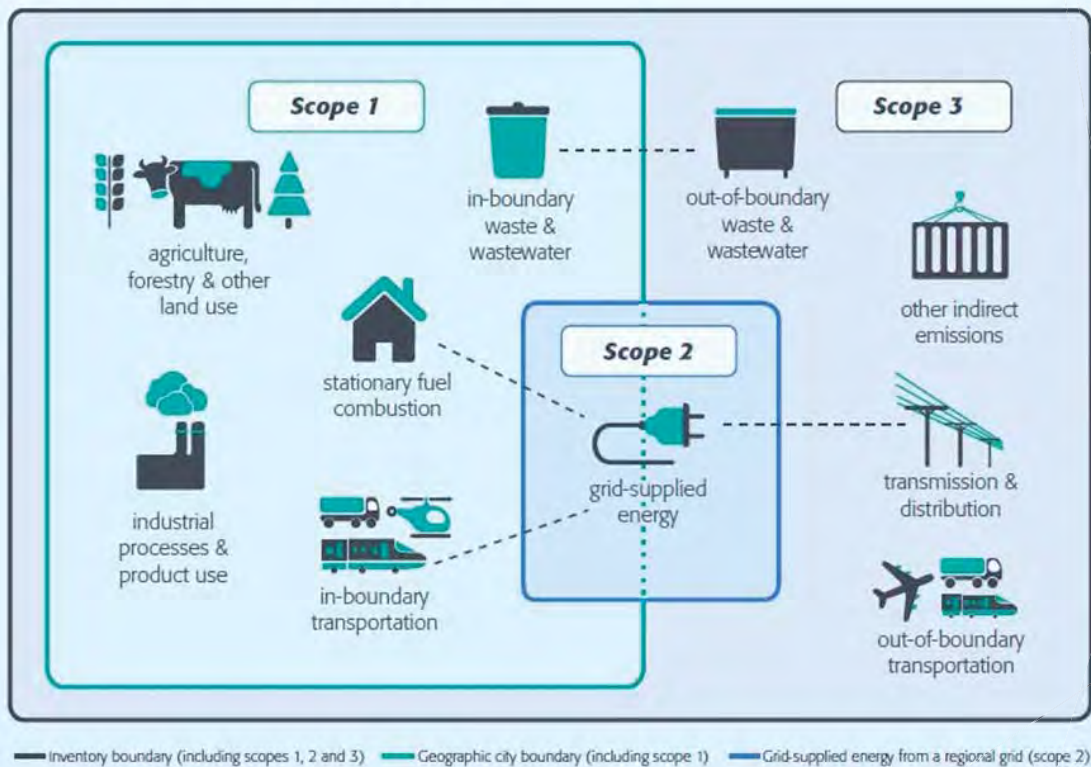 Scope 1
Scope 3
in-boundary
waste &
wastewater
out-of-boundary
waste &
wastewater
agriculture,
forestry & other
land use
other indirect
emissions
Scope 2
stationary fuel
combustion
grid-supplied
energy
transmission &
distribution
industrial
processes &
product use
in-boundary
transportation
out-of-boundary
transportation
Inventory boundary (including scopes 1, 2 and 3) Geographic city boundary (including scope 1) Grid-supplied energy from a regional grid (scope 2)